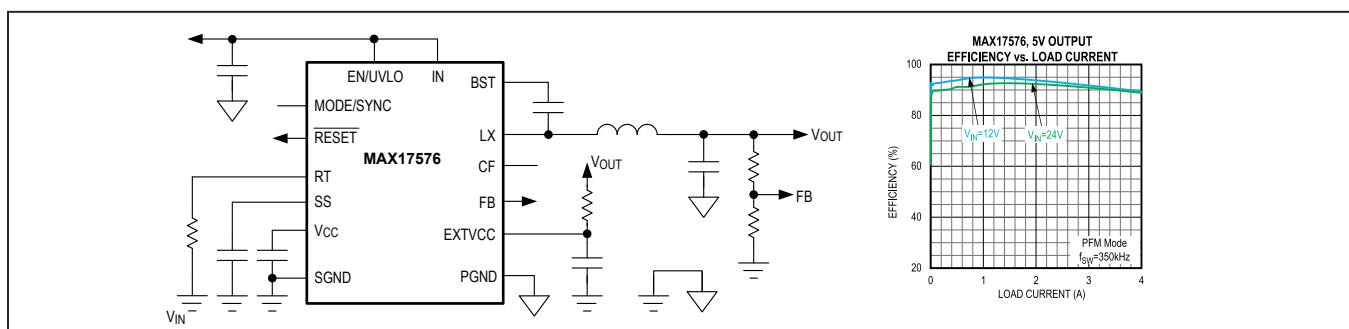 EN/UVLO
IN
MODE/SYNC
RESET
RT
SS
VCC
SGND
VIN
MAX17576
BST
LX
CF
FB
EXTVCC
PGND
VOUT
VOUT
FB
MAX17576, 5V OUTPUT
EFFICIENCY vs. LOAD CURRENT
EFFICIENCY (%)
100
80
60
40
20
VIN=12V
VIN=24V
PFM Mode
fSW=350kHz
0
1
2
3
4
LOAD CURRENT (A)